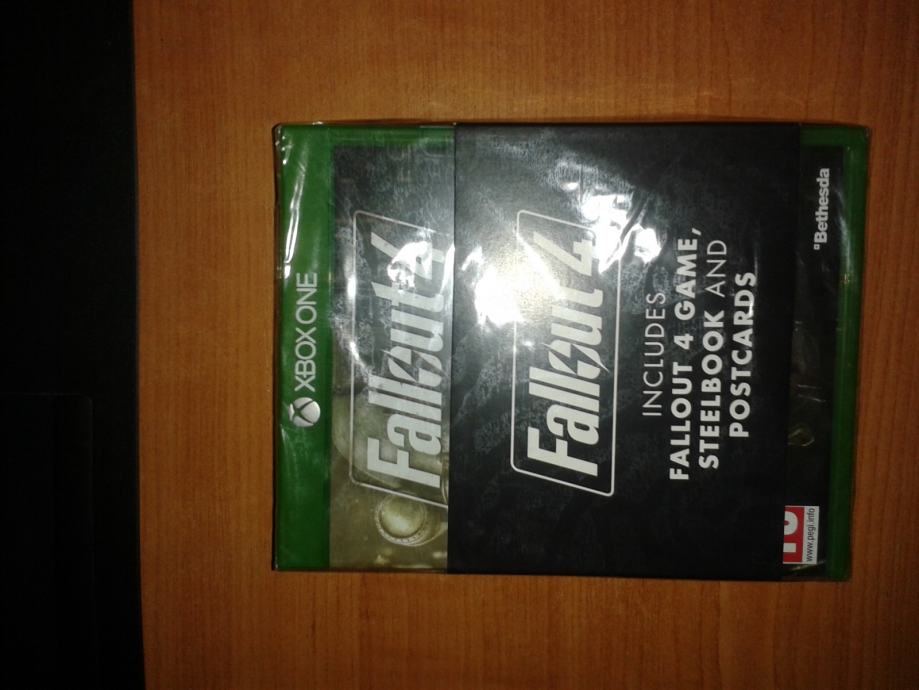 XBOX ONE
Fallout 4
Fallout 4
INCLUDES
FALLOUT 4 GAME,
STEELBOOK AND
POSTCARDS
Bethesda
www.pegi.info